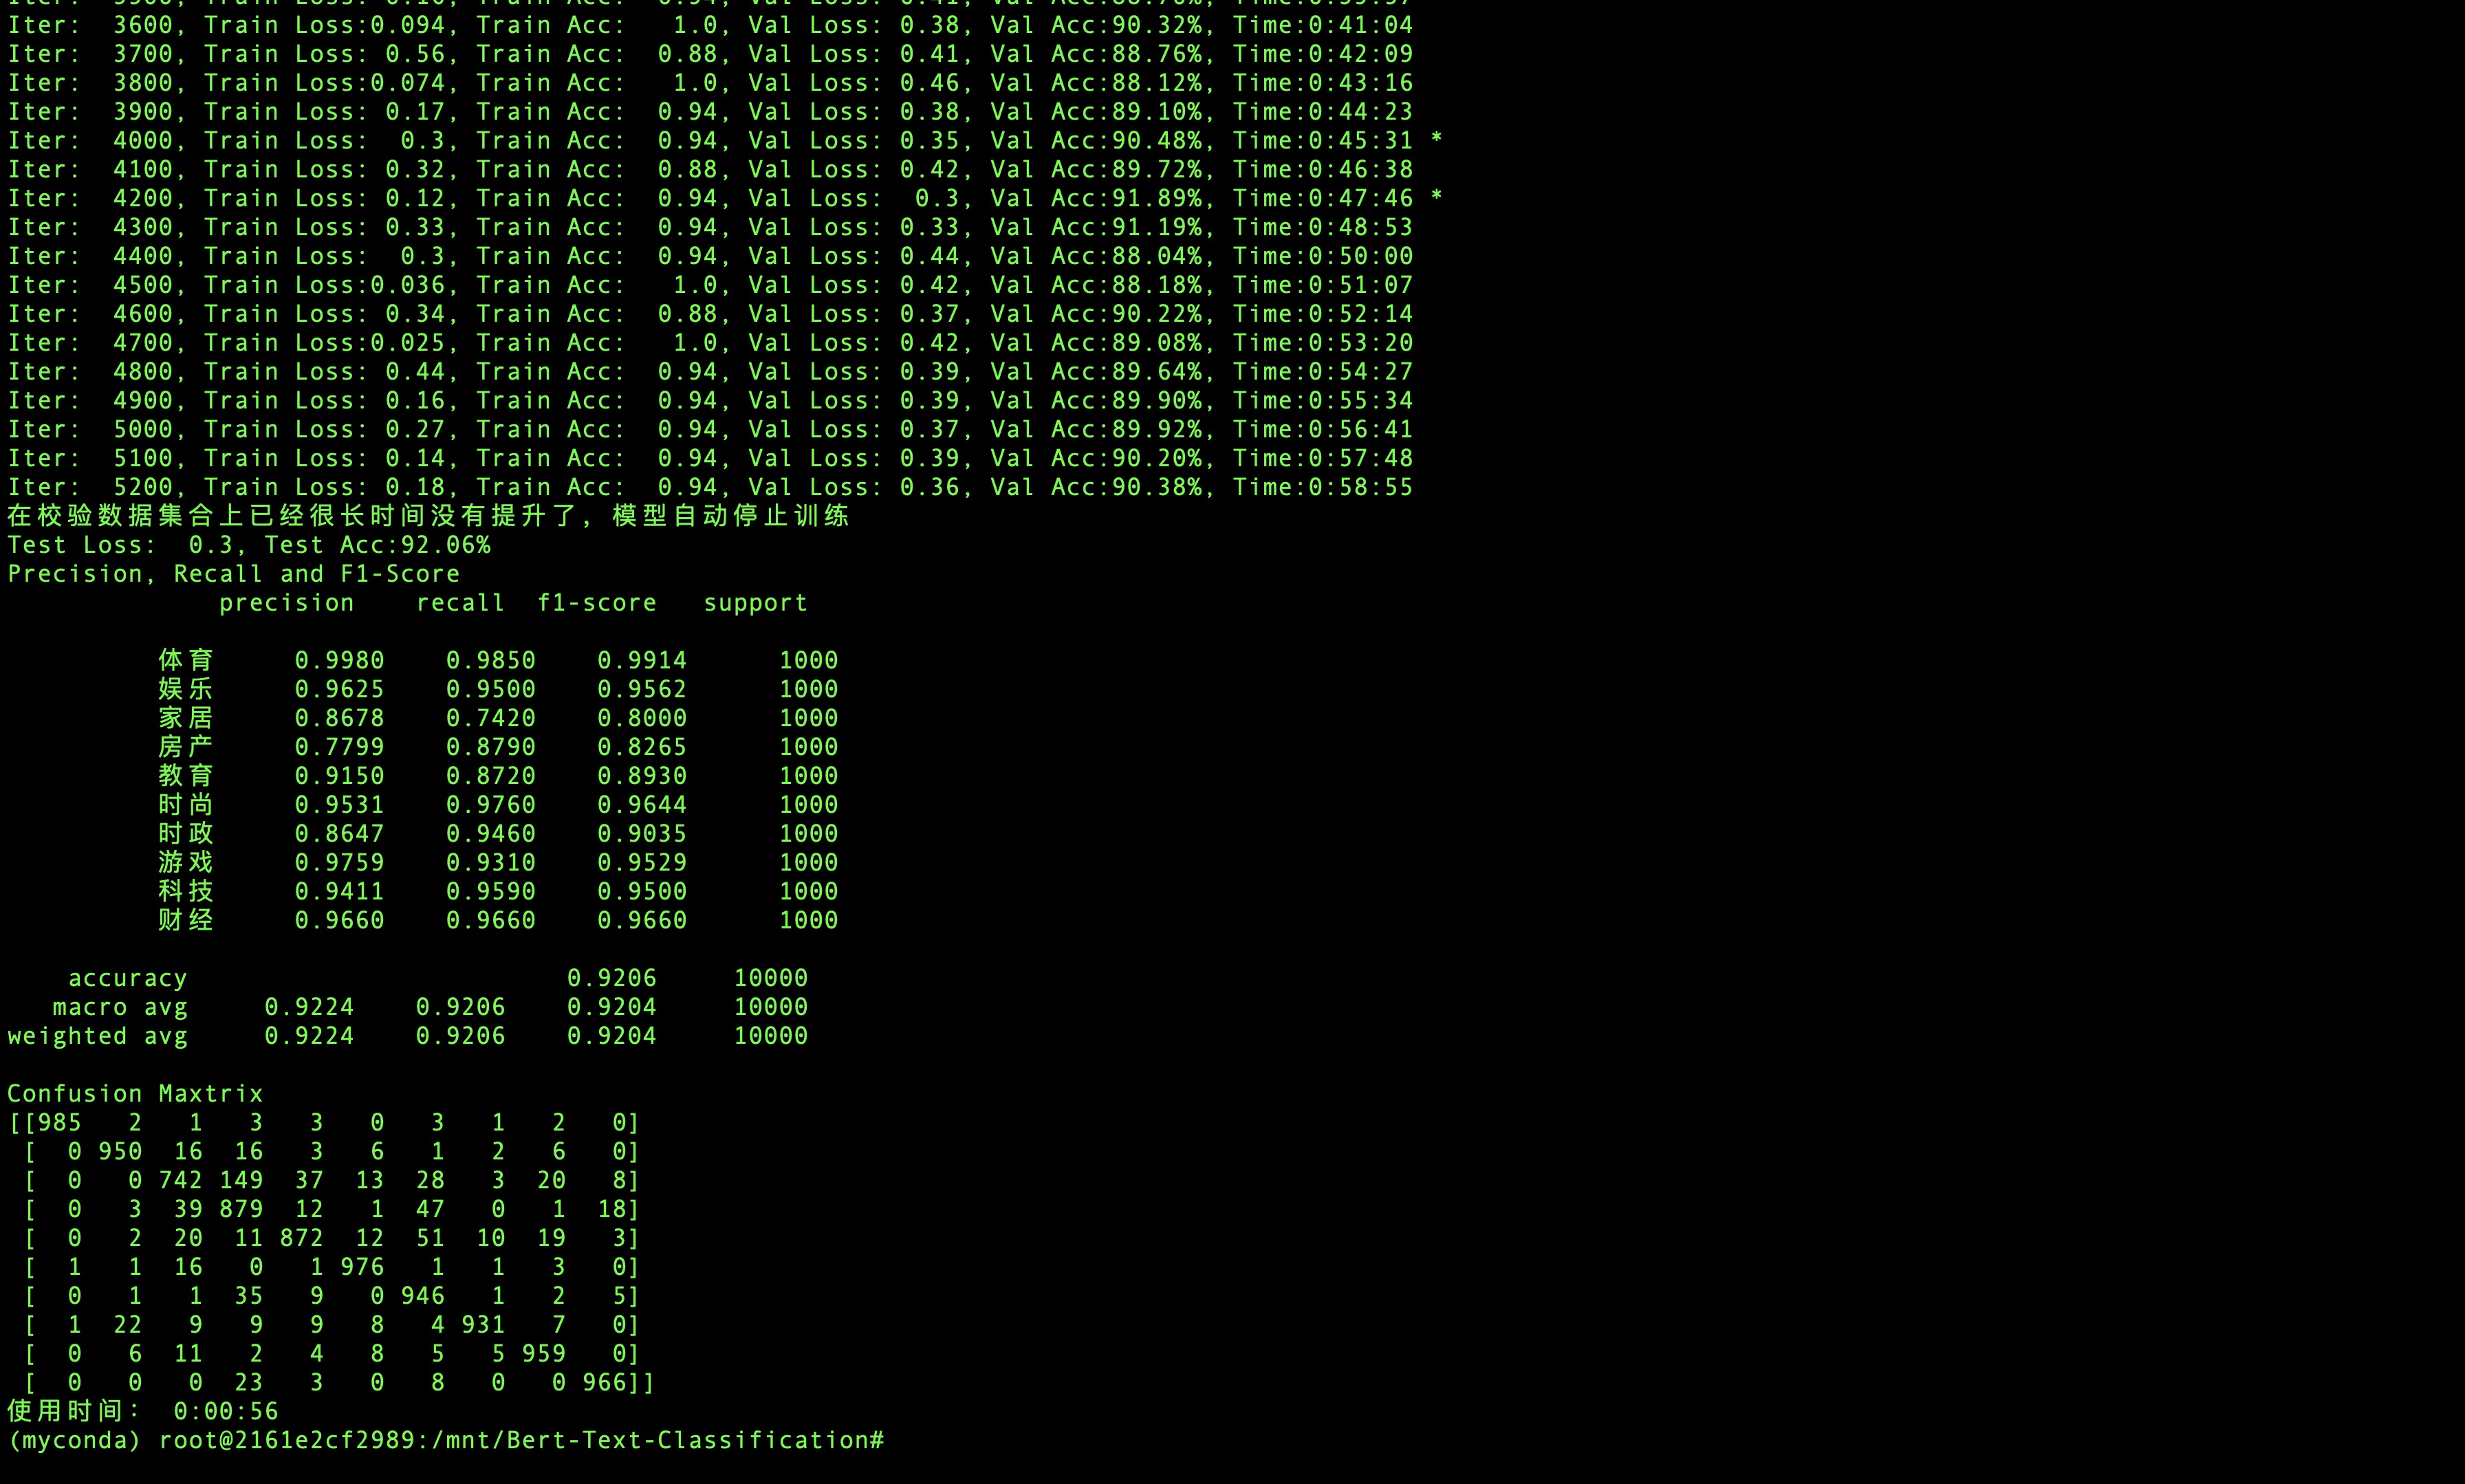 Iter: 3600, Train Loss:0.094, Train Acc: 1.0, Val Loss: 0.38, Val Acc:90.32%, Time:0:41:04
Iter: 3700, Train Loss: 0.56, Train Acc: 0.88, Val Loss: 0.41, Val Acc:88.76%, Time:0:42:09
Iter: 3800, Train Loss:0.074, Train Acc: 1.0, Val Loss: 0.46, Val Acc:88.12%, Time:0:43:16
Iter: 3900, Train Loss: 0.17, Train Acc: 0.94, Val Loss: 0.38, Val Acc:89.10%, Time:0:44:23
Iter: 4000, Train Loss: 0.3, Train Acc: 0.94, Val Loss: 0.35, Val Acc:90.48%, Time:0:45:31 *
Iter: 4100, Train Loss: 0.32, Train Acc: 0.88, Val Loss: 0.42, Val Acc:89.72%, Time:0:46:38
Iter: 4200, Train Loss: 0.12, Train Acc: 0.94, Val Loss: 0.3, Val Acc:91.89%, Time:0:47:46 *
Iter: 4300, Train Loss: 0.33, Train Acc: 0.94, Val Loss: 0.33, Val Acc:91.19%, Time:0:48:53
Iter: 4400, Train Loss: 0.3, Train Acc: 0.94, Val Loss: 0.44, Val Acc:88.04%, Time:0:50:00
Iter: 4500, Train Loss:0.036, Train Acc: 1.0, Val Loss: 0.42, Val Acc:88.18%, Time:0:51:07
Iter: 4600, Train Loss: 0.34, Train Acc: 0.88, Val Loss: 0.37, Val Acc:90.22%, Time:0:52:14
Iter: 4700, Train Loss:0.025, Train Acc: 1.0, Val Loss: 0.42, Val Acc:89.08%, Time:0:53:20
Iter: 4800, Train Loss: 0.44, Train Acc: 0.94, Val Loss: 0.39, Val Acc:89.64%, Time:0:54:27
Iter: 4900, Train Loss: 0.16, Train Acc: 0.94, Val Loss: 0.39, Val Acc:89.90%, Time:0:55:34
Iter: 5000, Train Loss: 0.27, Train Acc: 0.94, Val Loss: 0.37, Val Acc:89.92%, Time:0:56:41
Iter: 5100, Train Loss: 0.14, Train Acc: 0.94, Val Loss: 0.39, Val Acc:90.20%, Time:0:57:48
Iter: 5200, Train Loss: 0.18, Train Acc: 0.94, Val Loss: 0.36, Val Acc:90.38%, Time:0:58:55
在校验数据集合上已经很长时间没有提升了, 模型自动停止训练
Test Loss: 0.3, Test Acc:92.06%
Precision, Recall and F1-Score
precision recall f1-score support
体育 0.9980 0.9850 0.9914 1000
娱乐 0.9625 0.9500 0.9562 1000
家居 0.8678 0.7420 0.8000 1000
房产 0.7799 0.8790 0.8265 1000
教育 0.9150 0.8720 0.8930 1000
时尚 0.9531 0.9760 0.9644 1000
时政 0.8647 0.9460 0.9035 1000
游戏 0.9759 0.9310 0.9529 1000
科技 0.9411 0.9590 0.9500 1000
财经 0.9660 0.9660 0.9660 1000
accuracy 0.9206 10000
macro avg 0.9224 0.9206 0.9204 10000
weighted avg 0.9224 0.9206 0.9204 10000
Confusion Maxtrix
[[985 2 1 3 3 0 3 1 2 0]
[ 0 950 16 16 3 6 1 2 6 0]
[ 0 0 742 149 37 13 28 3 20 8]
[ 0 3 39 879 12 1 47 0 1 18]
[ 0 2 20 11 872 12 51 10 19 3]
[ 1 1 16 0 1 976 1 1 3 0]
[ 0 1 1 35 9 0 946 1 2 5]
[ 1 22 9 9 9 8 4 931 7 0]
[ 0 6 11 2 4 8 5 5 959 0]
[ 0 0 0 23 3 0 8 0 0 966]]
使用时间: 0:00:56
(myconda) root@2161e2cf2989:/mnt/Bert-Text-Classification#